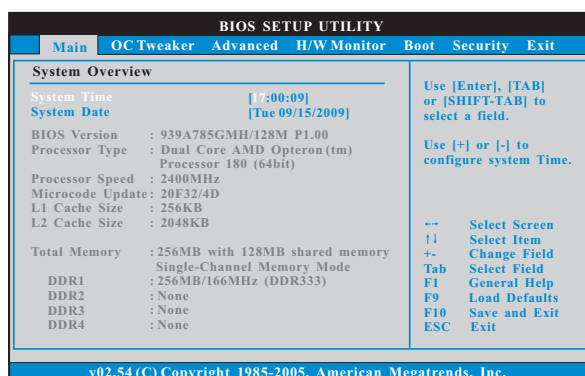 BIOS SETUP UTILITY
Main OC Tweaker Advanced H/W Monitor Boot Security Exit
System Overview
System Time [17:00:09]
System Date [Tue 09/15/2009]
BIOS Version : 939A785GMH/128M P1.00
Processor Type : Dual Core AMD Opteron (tm)
Processor 180 (64bit)
Processor Speed : 2400MHz
Microcode Update : 20F32/4D
L1 Cache Size : 256KB
L2 Cache Size : 2048KB
Total Memory : 256MB with 128MB shared memory
Single-Channel Memory Mode
DDR1 : 256MB/166MHz (DDR333)
DDR2 : None
DDR3 : None
DDR4 : None
Use [Enter], [TAB]
or [SHIFT-TAB] to
select a field.
Use [+] or [-] to
configure system Time.
←→ Select Screen
↑↓ Select Item
+- Change Field
Tab Select Field
F1 General Help
F9 Load Defaults
F10 Save and Exit
ESC Exit
v02.54 (C) Copyright 1985-2005, American Megatrends, Inc.